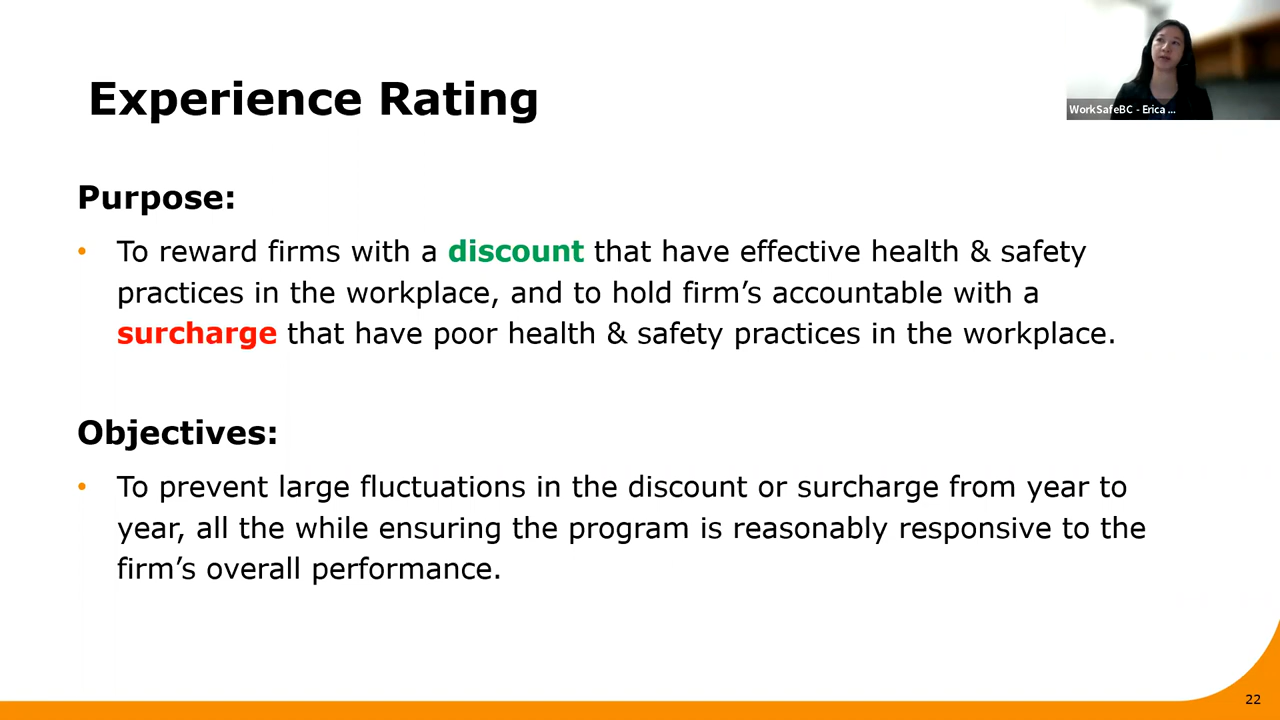 WorkSafeBC - Erica ...
Experience Rating
Purpose:
• To reward firms with a discount that have effective health & safety
practices in the workplace, and to hold firm’s accountable with a
surcharge that have poor health & safety practices in the workplace.
Objectives:
• To prevent large fluctuations in the discount or surcharge from year to
year, all the while ensuring the program is reasonably responsive to the
firm’s overall performance.
22